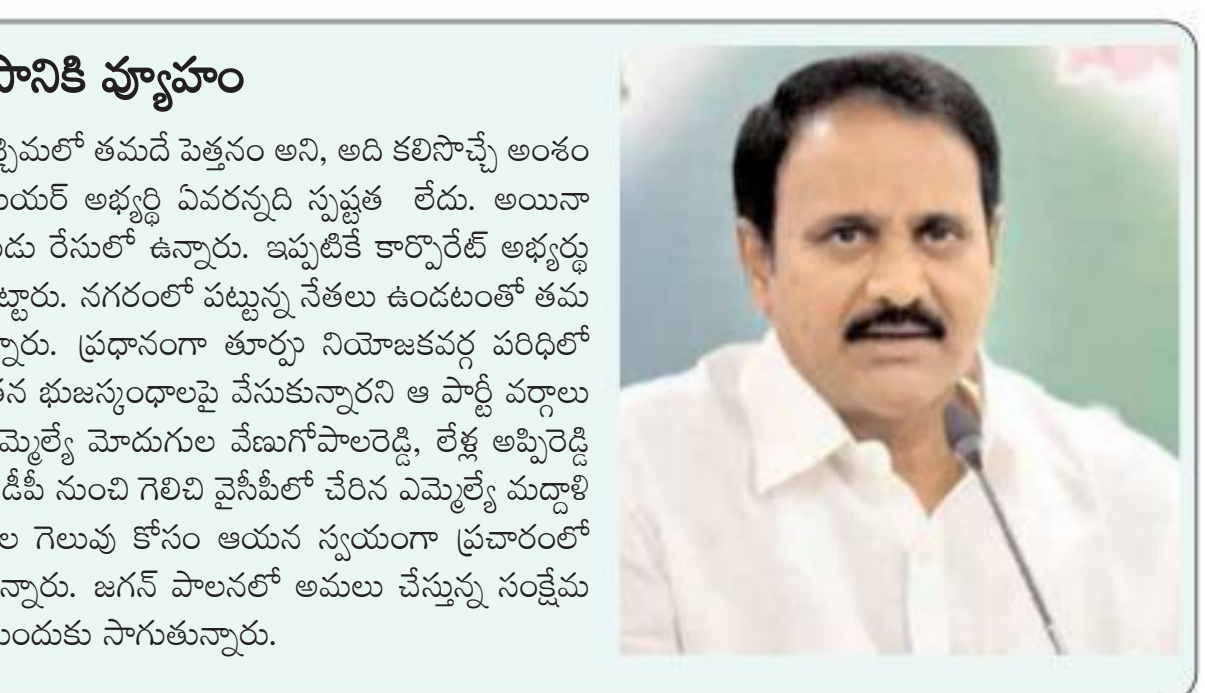 సానికి వ్యూహం
శ్చిమలో తమదే పెత్తనం అని, అది కలిసొచ్చే అంశం
యర్ అభ్యర్థి ఏవరన్నది స్పష్టత లేదు. అయినా
డు రేసులో ఉన్నారు. ఇప్పటికే కార్పొరేట్ అభ్యర్థు
ట్టారు. నగరంలో పట్టున్న నేతలు ఉండటంతో తమ
న్నారు. ప్రధానంగా తూర్పు నియోజకవర్గ పరిధిలో
తన భుజస్కంధాలపై వేసుకున్నారని ఆ పార్టీ వర్గాలు
మ్మెల్యే మోదుగుల వేణుగోపాలరెడ్డి, లేళ్ల అప్పిరెడ్డి
డీపీ నుంచి గెలిచి వైసీపీలో చేరిన ఎమ్మెల్యే మద్దాళి
ల గెలువు కోసం ఆయన స్వయంగా ప్రచారంలో
న్నారు. జగన్ పాలనలో అమలు చేస్తున్న సంక్షేమ
ముందుకు సాగుతున్నారు.